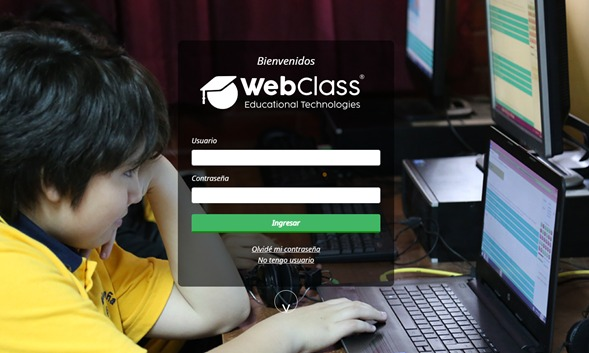 Bienvenidos
WebClass®
Educational Technologies
Usuario
Contraseña
Ingresar
Olvidé mi contraseña
No tengo usuario